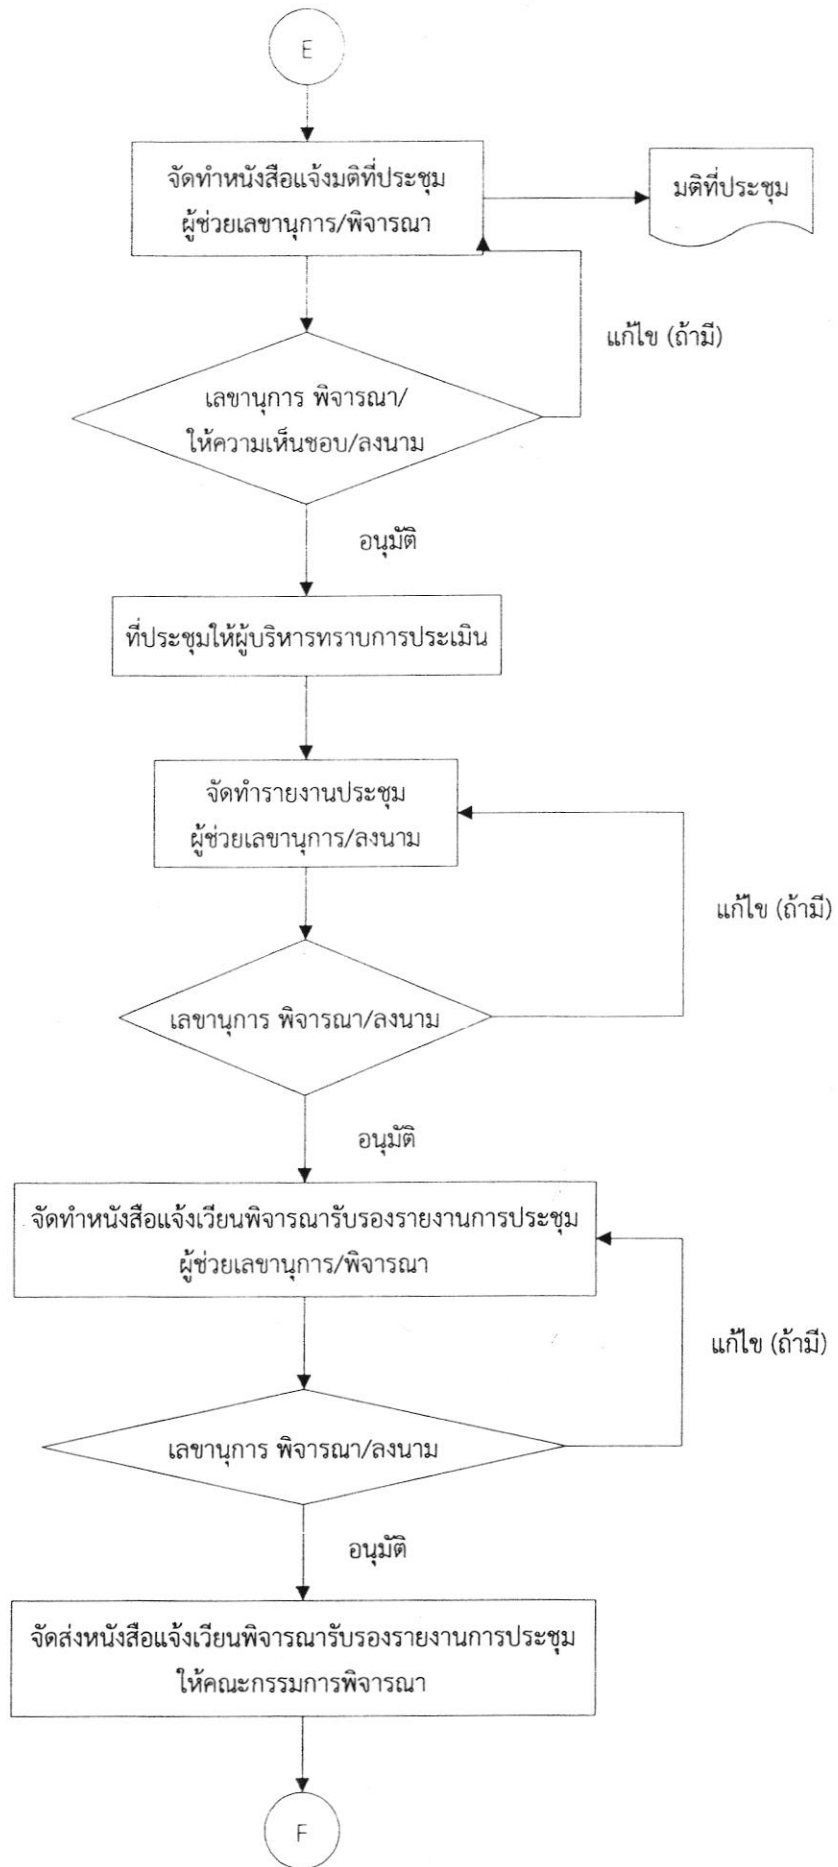 E
จัดทำหนังสือแจ้งมติที่ประชุม
ผู้ช่วยเลขานุการ/พิจารณา
มติที่ประชุม
แก้ไข (ถ้ามี)
เลขานุการ พิจารณา/
ให้ความเห็นชอบ/ลงนาม
อนุมัติ
ที่ประชุมให้ผู้บริหารทราบการประเมิน
จัดทำรายงานประชุม
ผู้ช่วยเลขานุการ/ลงนาม
แก้ไข (ถ้ามี)
เลขานุการ พิจารณา/ลงนาม
อนุมัติ
จัดทำหนังสือแจ้งเวียนพิจารณารับรองรายงานการประชุม
ผู้ช่วยเลขานุการ/พิจารณา
แก้ไข (ถ้ามี)
เลขานุการ พิจารณา/ลงนาม
อนุมัติ
จัดส่งหนังสือแจ้งเวียนพิจารณารับรองรายงานการประชุม
ให้คณะกรรมการพิจารณา
F